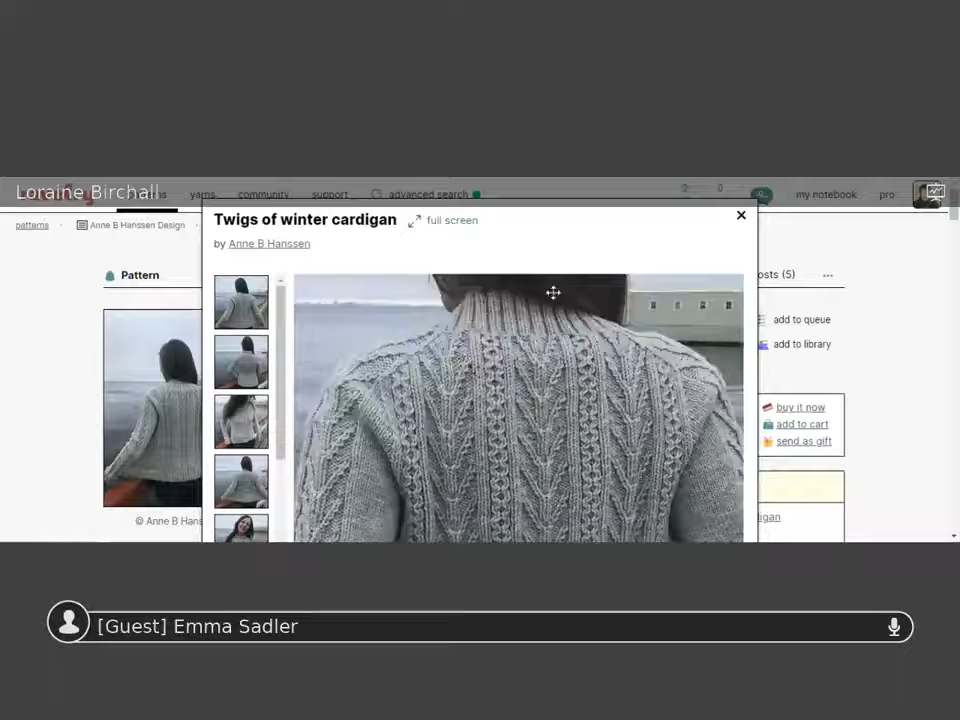 Loraine Birchall
yarns community support advanced search my notebook pro
Twigs of winter cardigan full screen
patterns Anne B Hanssen Design
by Anne B Hanssen
Pattern
osts (5) ...
add to queue
add to library
buy it now
add to cart
send as gift
igan
© Anne B Hans
[Guest] Emma Sadler